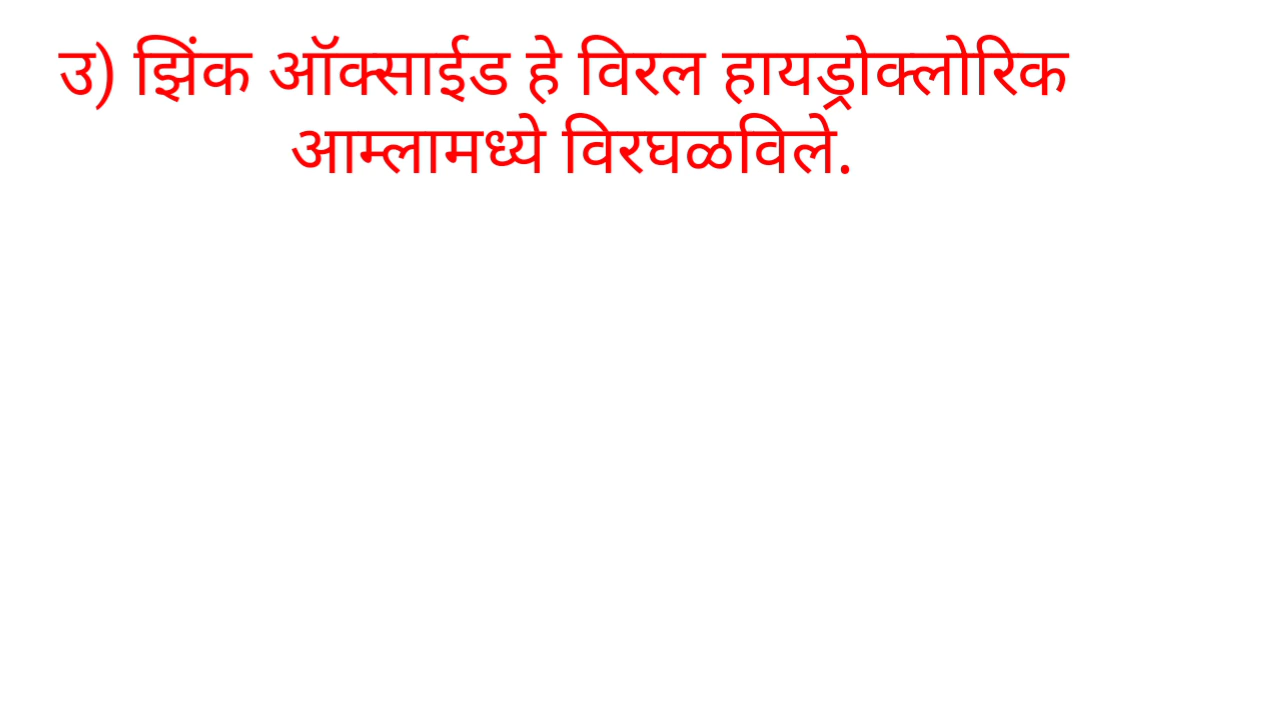 उ) झिंक ऑक्साईड हे विरल हायड्रोक्लोरिक
आम्लामध्ये विरघळविले.